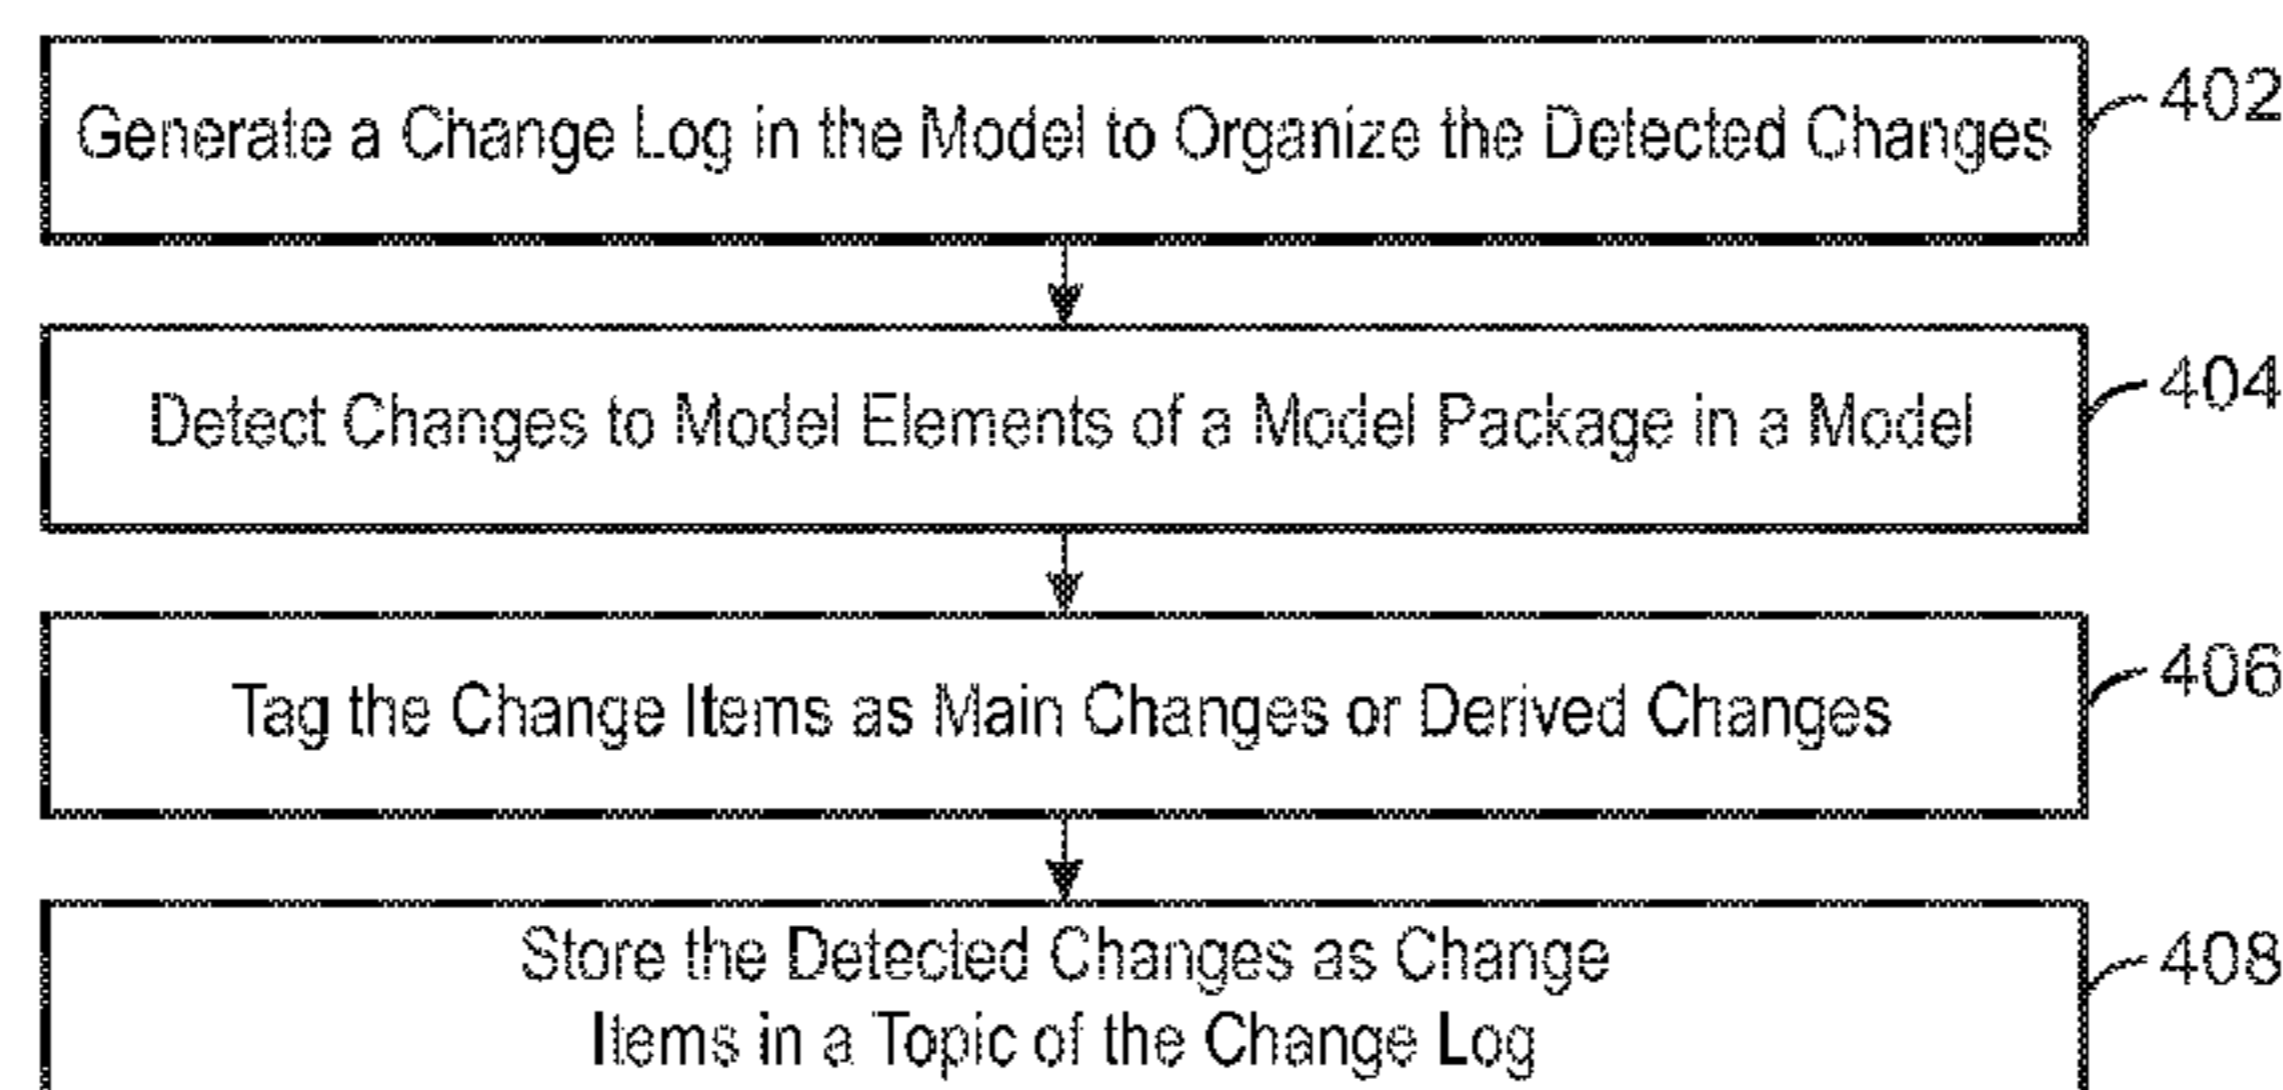 Generate a Change Log in the Model to Organize the Detected Changes
402
Detect Changes to Model Elements of a Model Package in a Model
404
Tag the Change Items as Main Changes or Derived Changes
406
Store the Detected Changes as Change
Items in a Topic of the Change Log
408